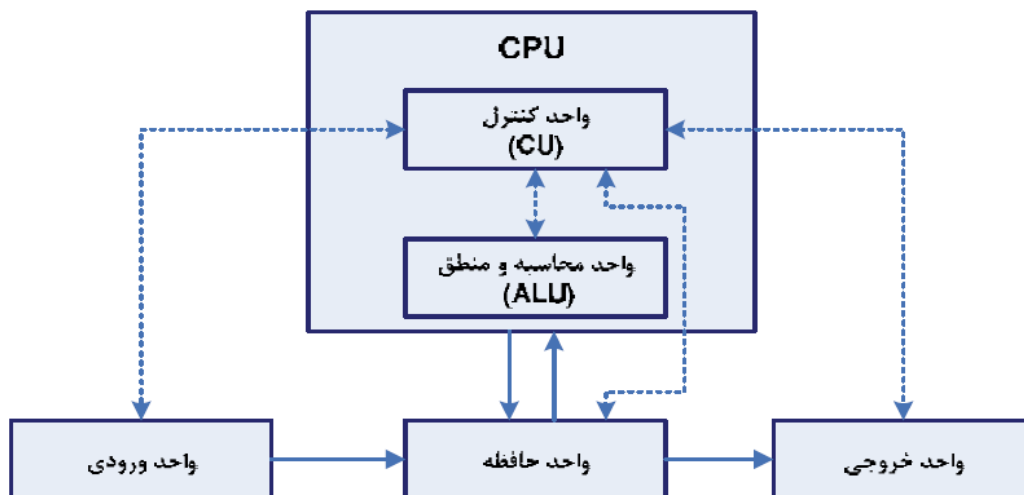 CPU
واحد کنترل
(CU)
واحد محاسبه و منطق
(ALU)
واحد ورودی
واحد حافظه
واحد خروجی